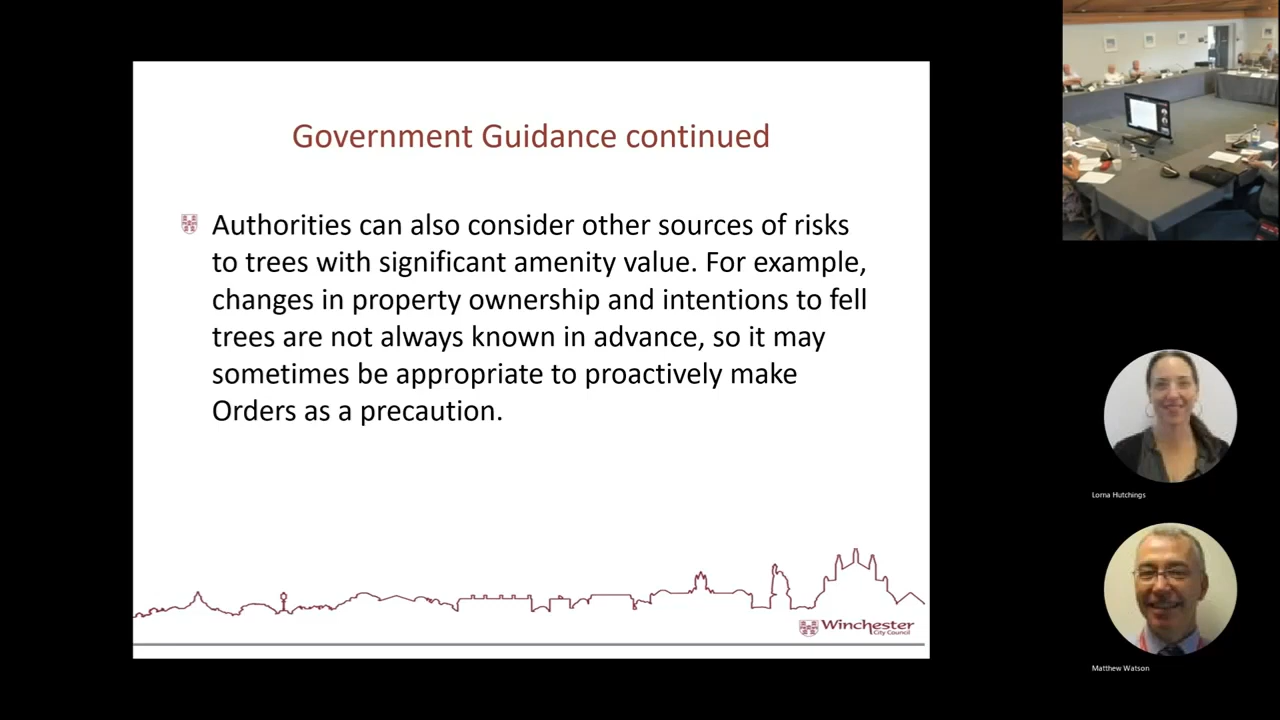 Government Guidance continued
Authorities can also consider other sources of risks
to trees with significant amenity value. For example,
changes in property ownership and intentions to fell
trees are not always known in advance, so it may
sometimes be appropriate to proactively make
Orders as a precaution.
Winchester
City Council
Lorna Hutchings
Matthew Watson